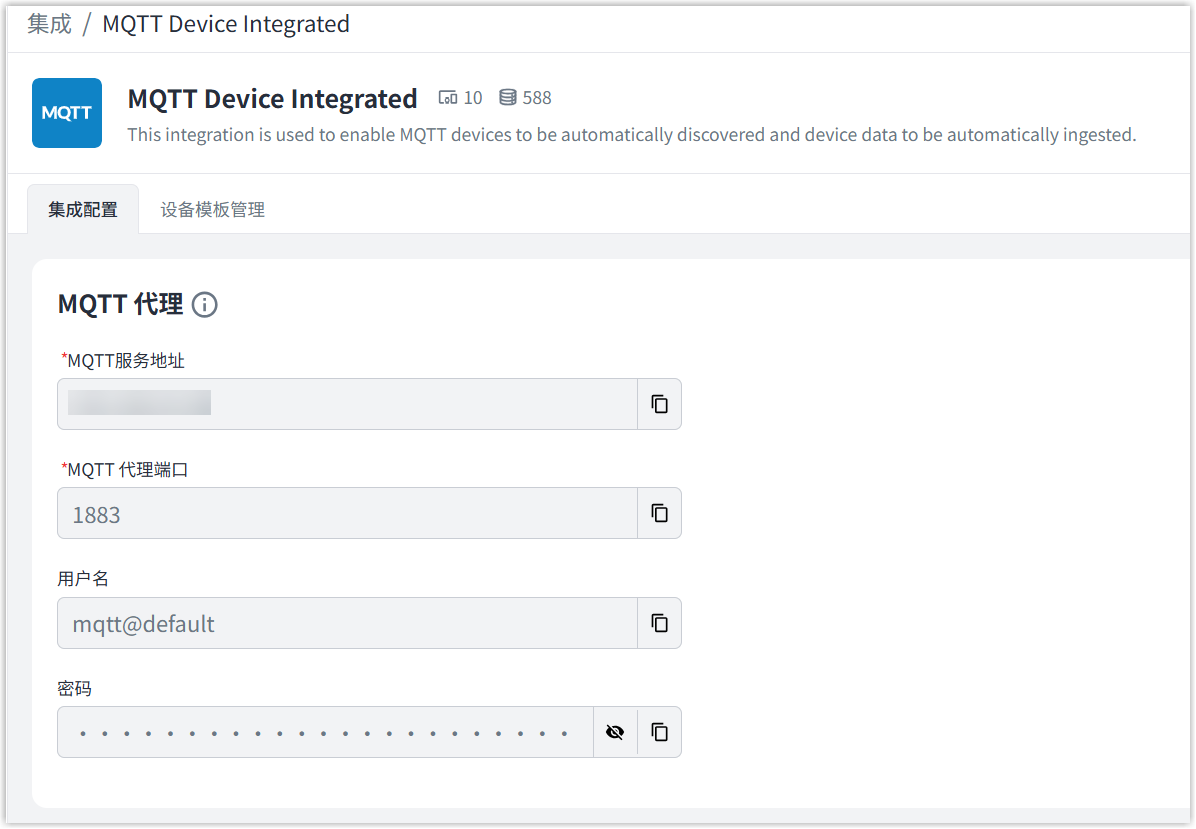 集成 / MQTT Device Integrated
MQTT
MQTT Device Integrated 10 588
This integration is used to enable MQTT devices to be automatically discovered and device data to be automatically ingested.
集成配置 设备模板管理
MQTT 代理
*MQTT服务地址
*MQTT 代理端口
1883
用户名
mqtt@default
密码